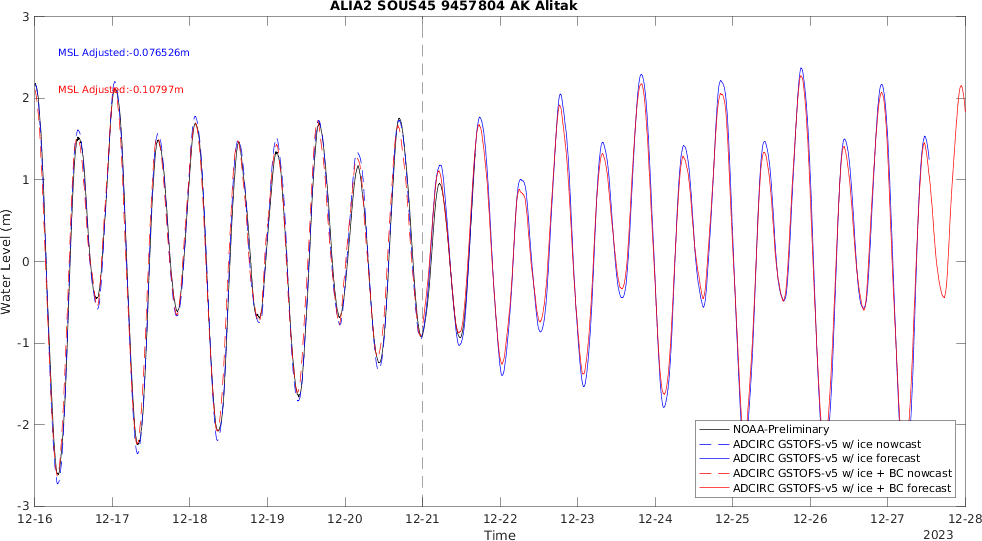 ALIA2 SOUS45 9457804 AK Alitak
MSL Adjusted:-0.076526m
MSL Adjusted:-0.10797m
Water Level (m)
3
2
1
0
-1
-2
-3
NOAA-Preliminary
ADCIRC GSTOFS-v5 w/ ice nowcast
ADCIRC GSTOFS-v5 w/ ice forecast
ADCIRC GSTOFS-v5 w/ ice + BC nowcast
ADCIRC GSTOFS-v5 w/ ice + BC forecast
12-16 12-17 12-18 12-19 12-20 12-21 12-22 12-23 12-24 12-25 12-26 12-27 12-28
Time
2023